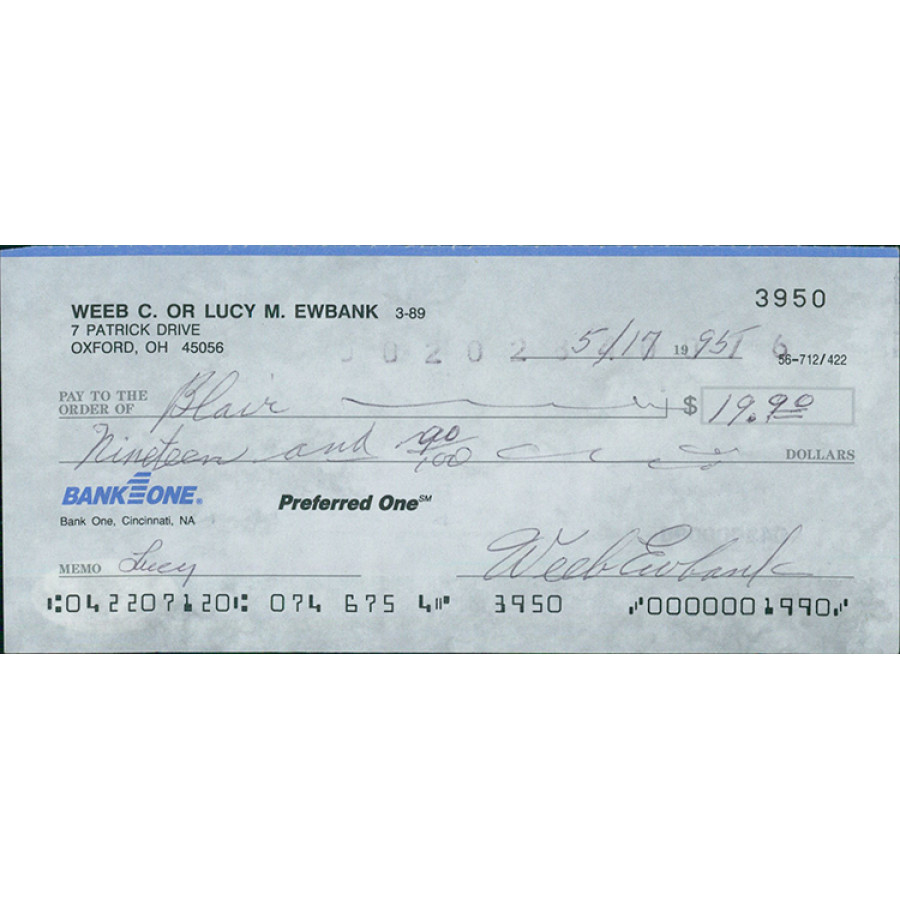 3950
WEEB C. OR LUCY M. EWBANK 3-89
7 PATRICK DRIVE
OXFORD, OH 45056
5/17 1995
56-712/422
PAY TO THE ORDER OF Blair $ 19.90
Nineteen and 90/100 DOLLARS
BANK ONE. Preferred One SM
Bank One, Cincinnati, NA
MEMO Lucy Weeb Ewbank
⑆042207120⑆ 074 675 4⑈ 3950 ⑈0000001990⑈